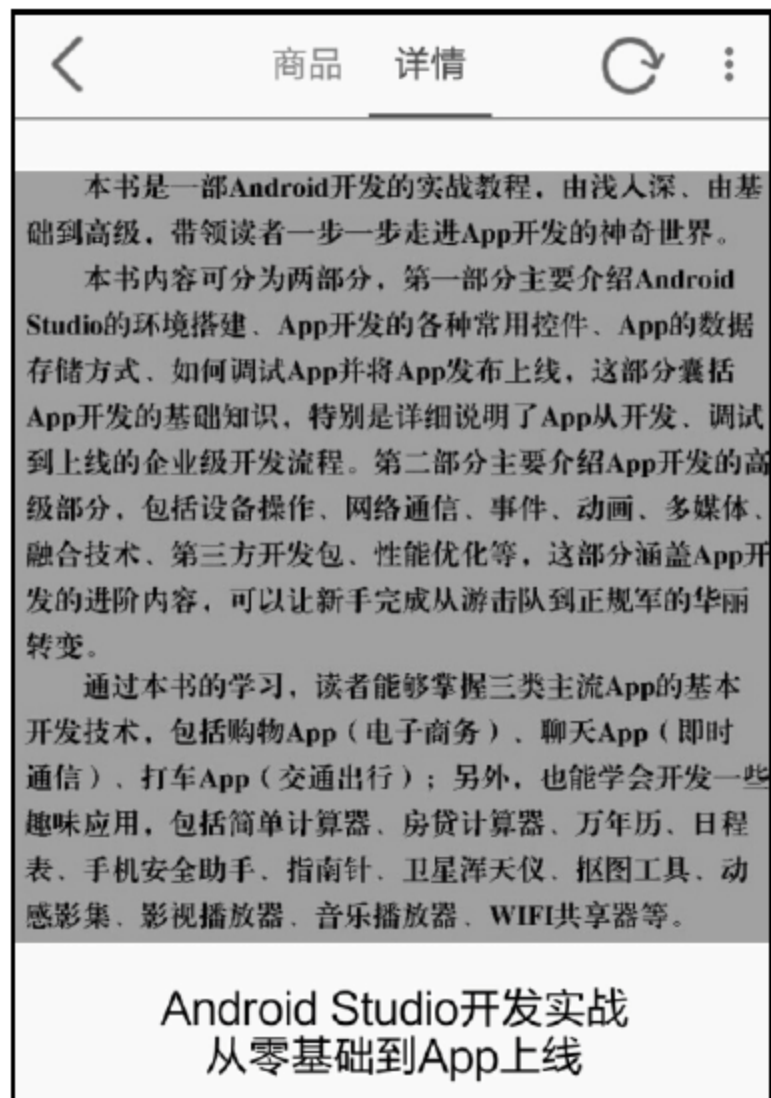 商品 详情
本书是一部Android开发的实战教程，由浅入深、由基
础到高级，带领读者一步一步走进App开发的神奇世界。
本书内容可分为两部分，第一部分主要介绍Android
Studio的环境搭建、App开发的各种常用控件、App的数据
存储方式、如何调试App并将App发布上线，这部分囊括
App开发的基础知识，特别是详细说明了App从开发、调试
到上线的企业级开发流程。第二部分主要介绍App开发的高
级部分，包括设备操作、网络通信、事件、动画、多媒体、
融合技术、第三方开发包、性能优化等，这部分涵盖App开
发的进阶内容，可以让新手完成从游击队到正规军的华丽
转变。
通过本书的学习，读者能够掌握三类主流App的基本
开发技术，包括购物App（电子商务）、聊天App（即时
通信）、打车App（交通出行）；另外，也能学会开发一些
趣味应用，包括简单计算器、房贷计算器、万年历、日程
表、手机安全助手、指南针、卫星浑天仪、抠图工具、动
感影集、影视播放器、音乐播放器、WIFI共享器等。
Android Studio开发实战
从零基础到App上线